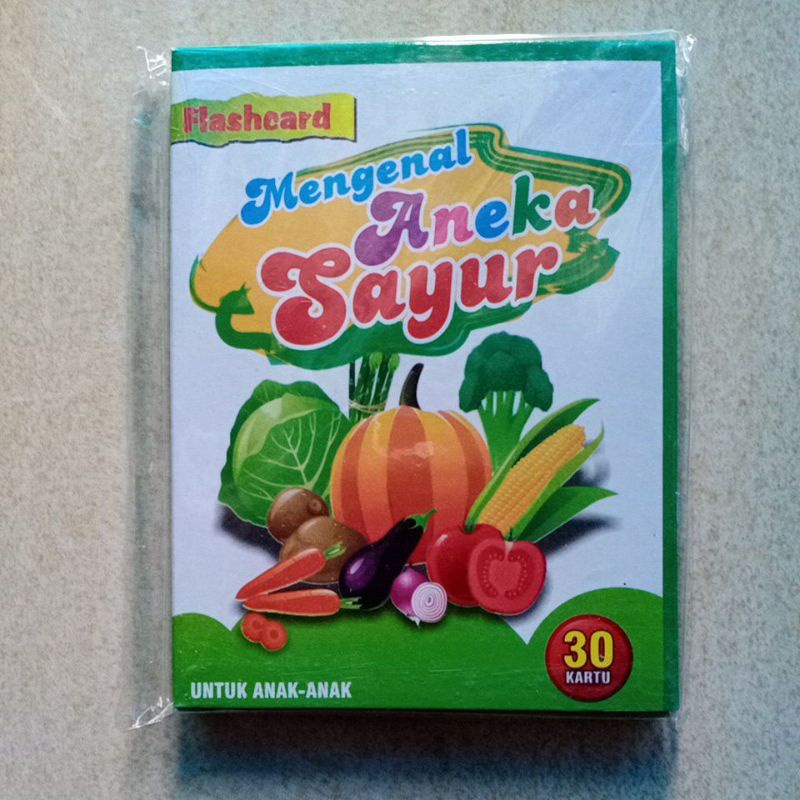 Flashcard
Mengenal
Aneka
Sayur
30
KARTU
UNTUK ANAK-ANAK